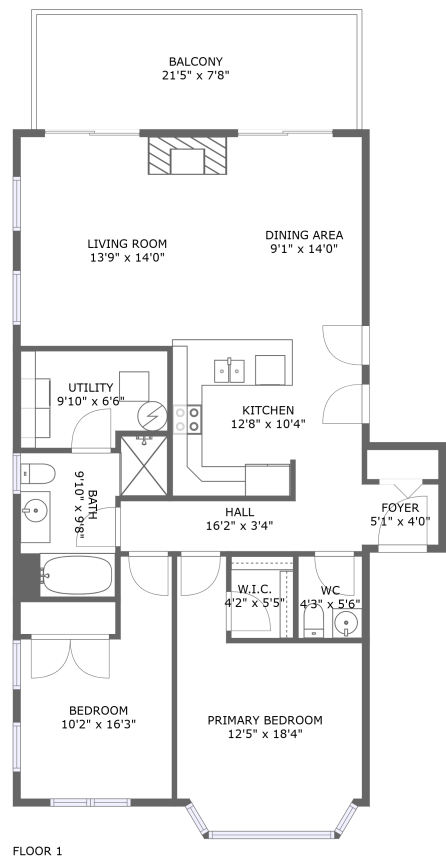 BALCONY
21'5" x 7'8"
LIVING ROOM
13'9" x 14'0"
DINING AREA
9'1" x 14'0"
UTILITY
9'10" x 6'6"
KITCHEN
12'8" x 10'4"
BATH
9'10" x 9'8"
HALL
16'2" x 3'4"
FOYER
5'1" x 4'0"
W.I.C.
4'2" x 5'5"
WC
4'3" x 5'6"
BEDROOM
10'2" x 16'3"
PRIMARY BEDROOM
12'5" x 18'4"
FLOOR 1